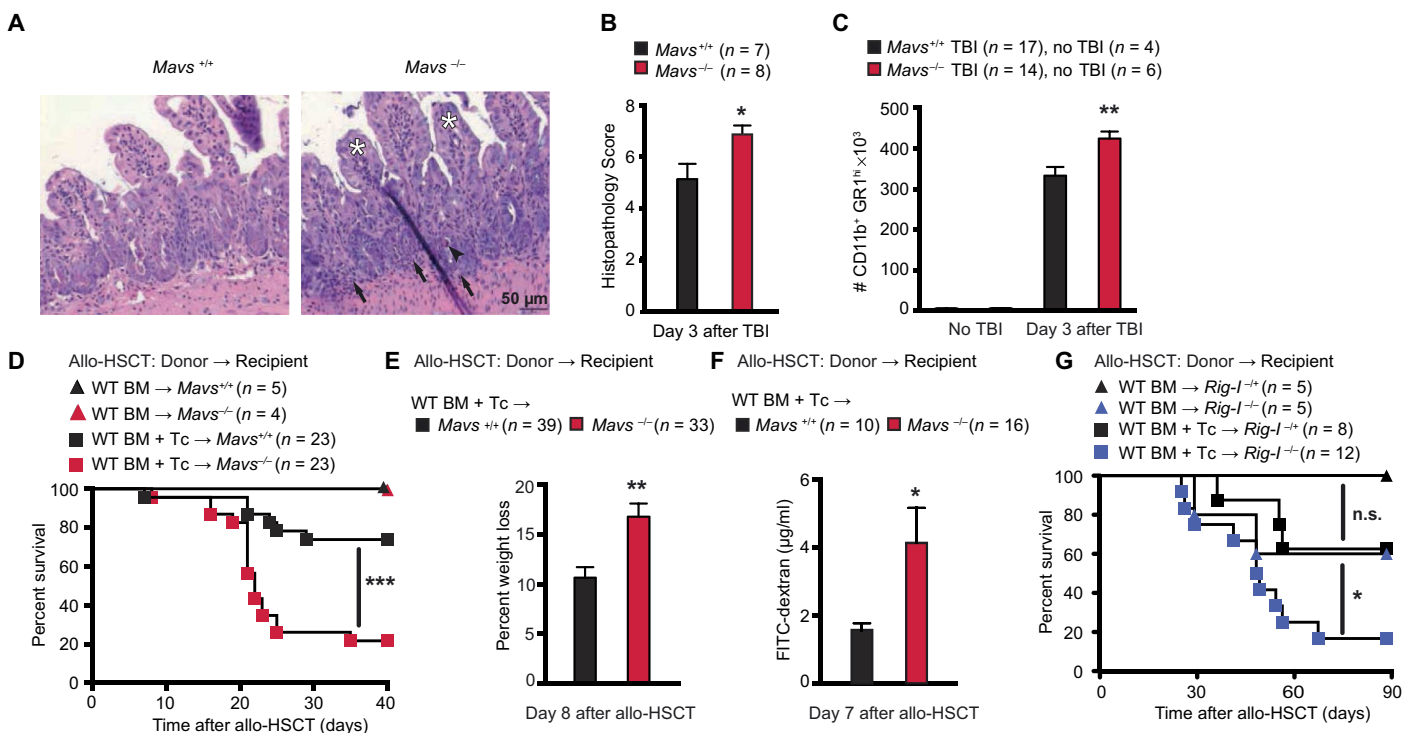 A
Mavs +/+
Mavs –/–
* *
50 µm
B
Mavs+/+ (n = 7)
Mavs–/– (n = 8)
Histopathology Score
8
6
4
2
0
*
Day 3 after TBI
C
Mavs+/+ TBI (n = 17), no TBI (n = 4)
Mavs–/– TBI (n = 14), no TBI (n = 6)
# CD11b+ GR1hi ×10³
500
400
300
200
100
0
**
No TBI Day 3 after TBI
D
Allo-HSCT: Donor → Recipient
WT BM → Mavs+/+ (n = 5)
WT BM → Mavs–/– (n = 4)
WT BM + Tc → Mavs+/+ (n = 23)
WT BM + Tc → Mavs–/– (n = 23)
Percent survival
100
80
60
40
20
0
***
0 10 20 30 40
Time after allo-HSCT (days)
E
Allo-HSCT: Donor → Recipient
WT BM + Tc →
Mavs +/+ (n = 39) Mavs –/– (n = 33)
Percent weight loss
20
15
10
5
0
**
Day 8 after allo-HSCT
F
Allo-HSCT: Donor → Recipient
WT BM + Tc →
Mavs +/+ (n = 10) Mavs –/– (n = 16)
FITC-dextran (µg/ml)
6
4
2
0
*
Day 7 after allo-HSCT
G
Allo-HSCT: Donor → Recipient
WT BM → Rig-I –/+ (n = 5)
WT BM → Rig-I –/– (n = 5)
WT BM + Tc → Rig-I –/+ (n = 8)
WT BM + Tc → Rig-I –/– (n = 12)
Percent survival
100
80
60
40
20
0
n.s.
*
0 30 60 90
Time after allo-HSCT (days)